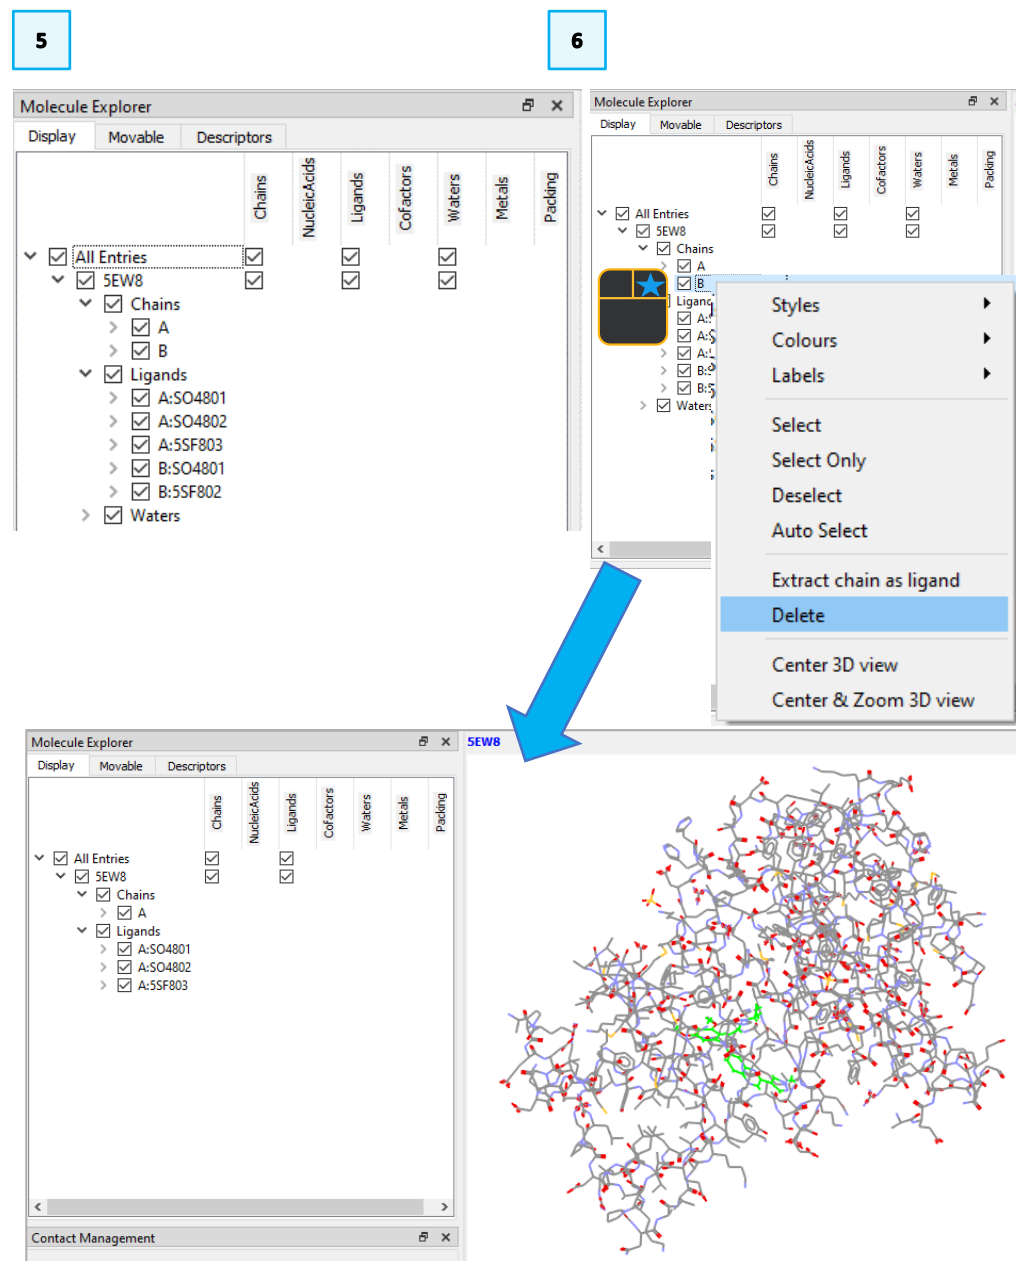 5
6
Molecule Explorer
Display Movable Descriptors
Chains NucleicAcids Ligands Cofactors Waters Metals Packing
All Entries
5EW8
Chains
A
B
Ligands
A:SO4801
A:SO4802
A:5SF803
B:SO4801
B:5SF802
Waters
Molecule Explorer
Display Movable Descriptors
Chains NucleicAcids Ligands Cofactors Waters Metals Packing
All Entries
5EW8
Chains
A
B
Styles
Colours
Labels
Select
Select Only
Deselect
Auto Select
Extract chain as ligand
Delete
Center 3D view
Center & Zoom 3D view
Molecule Explorer
Display Movable Descriptors
Chains NucleicAcids Ligands Cofactors Waters Metals Packing
All Entries
5EW8
Chains
A
Ligands
A:SO4801
A:SO4802
A:5SF803
Contact Management
5EW8